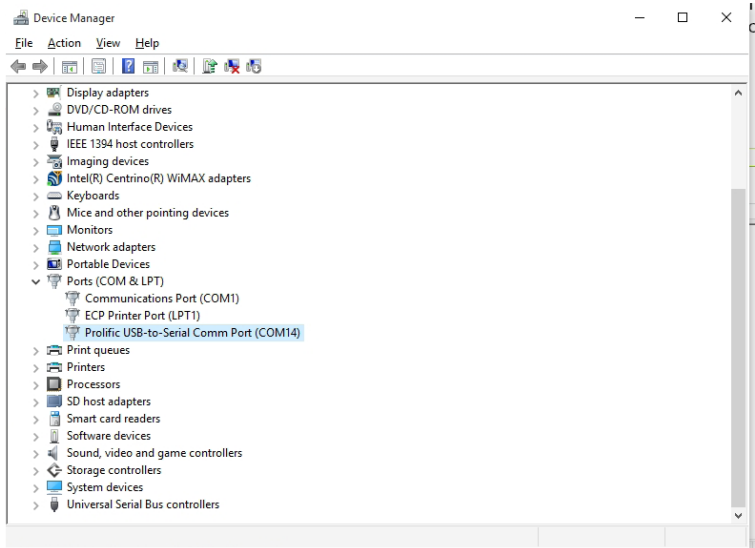 Device Manager
File Action View Help
Display adapters
DVD/CD-ROM drives
Human Interface Devices
IEEE 1394 host controllers
Imaging devices
Intel(R) Centrino(R) WiMAX adapters
Keyboards
Mice and other pointing devices
Monitors
Network adapters
Portable Devices
Ports (COM & LPT)
Communications Port (COM1)
ECP Printer Port (LPT1)
Prolific USB-to-Serial Comm Port (COM14)
Print queues
Printers
Processors
SD host adapters
Smart card readers
Software devices
Sound, video and game controllers
Storage controllers
System devices
Universal Serial Bus controllers